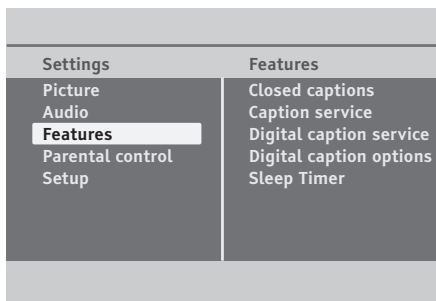 Settings
Picture
Audio
Features
Parental control
Setup
Features
Closed captions
Caption service
Digital caption service
Digital caption options
Sleep Timer